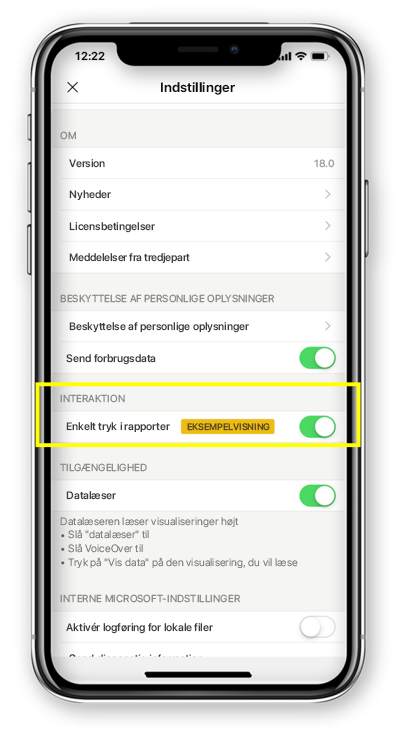 12:22
Indstillinger
OM
Version 18.0
Nyheder
Licensbetingelser
Meddelelser fra tredjepart
BESKYTTELSE AF PERSONLIGE OPLYSNINGER
Beskyttelse af personlige oplysninger
Send forbrugsdata
INTERAKTION
Enkelt tryk i rapporter EKSEMPELVISNING
TILGÆNGELIGHED
Datalæser
Datalæseren læser visualiseringer højt
• Slå "datalæser" til
• Slå VoiceOver til
• Tryk på "Vis data" på den visualisering, du vil læse
INTERNE MICROSOFT-INDSTILLINGER
Aktivér logføring for lokale filer